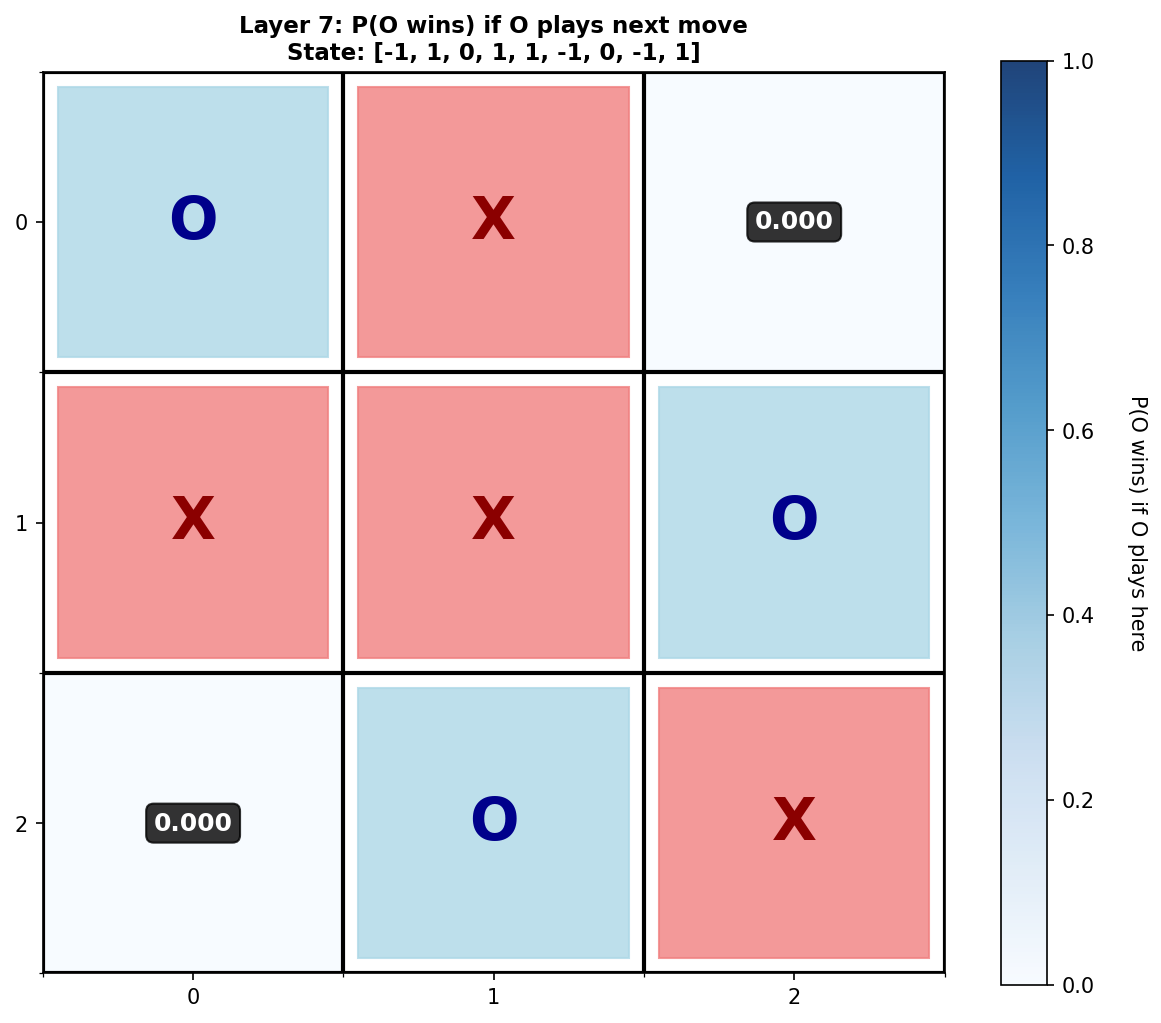 Layer 7: P(O wins) if O plays next move
State: [-1, 1, 0, 1, 1, -1, 0, -1, 1]
O
X
0.000
X
X
O
0.000
O
X
0
1
2
0
1
2
1.0
0.8
0.6
0.4
0.2
0.0
P(O wins) if O plays here